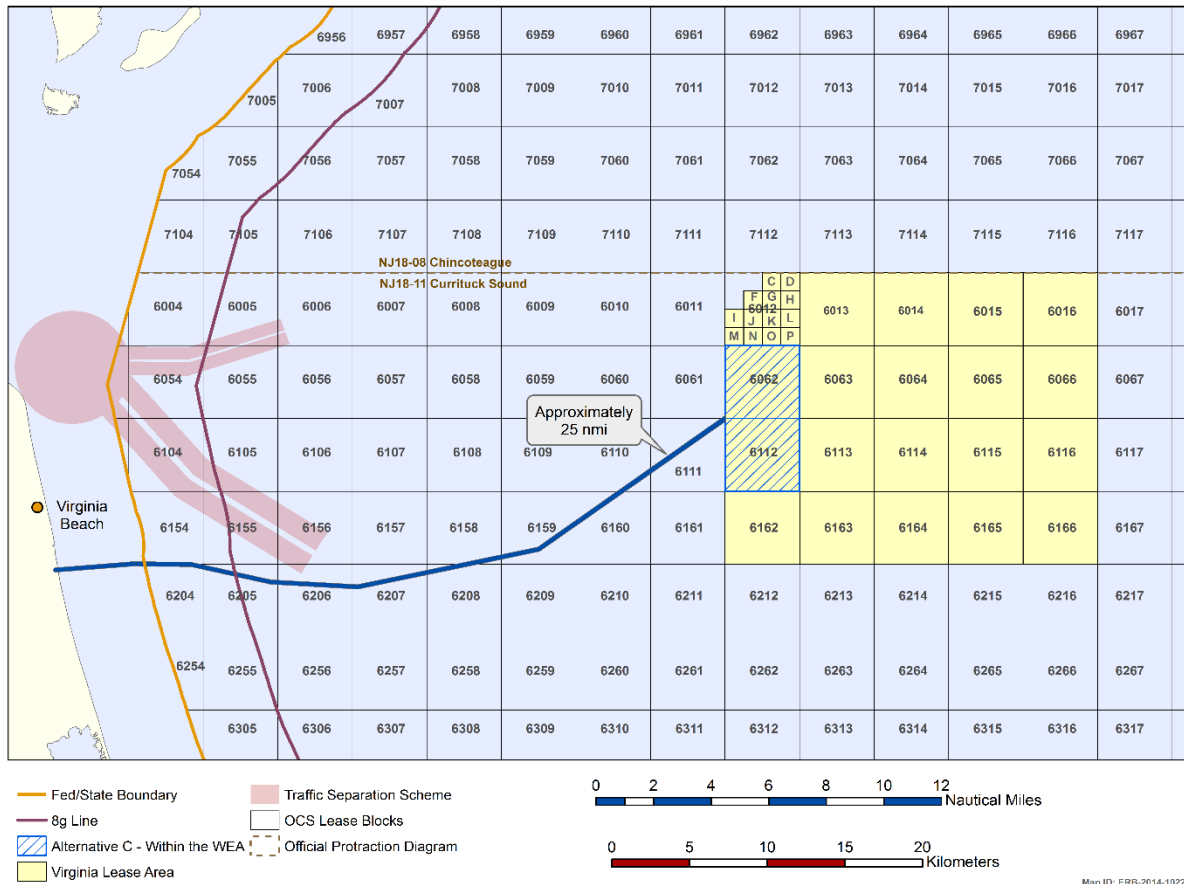 6956 6957 6958 6959 6960 6961 6962 6963 6964 6965 6966 6967
7005 7006 7007 7008 7009 7010 7011 7012 7013 7014 7015 7016 7017
7054 7055 7056 7057 7058 7059 7060 7061 7062 7063 7064 7065 7066 7067
7104 7105 7106 7107 7108 7109 7110 7111 7112 7113 7114 7115 7116 7117
NJ18-08 Chincoteague
NJ18-11 Currituck Sound
C D
F G H
6004 6005 6006 6007 6008 6009 6010 6011 6012 6013 6014 6015 6016 6017
I J K L
M N O P
6054 6055 6056 6057 6058 6059 6060 6061 6062 6063 6064 6065 6066 6067
Approximately
25 nmi
6104 6105 6106 6107 6108 6109 6110 6111 6112 6113 6114 6115 6116 6117
Virginia
Beach
6154 6155 6156 6157 6158 6159 6160 6161 6162 6163 6164 6165 6166 6167
6204 6205 6206 6207 6208 6209 6210 6211 6212 6213 6214 6215 6216 6217
6254 6255 6256 6257 6258 6259 6260 6261 6262 6263 6264 6265 6266 6267
6305 6306 6307 6308 6309 6310 6311 6312 6313 6314 6315 6316 6317
Fed/State Boundary
8g Line
Alternative C - Within the WEA
Virginia Lease Area
Traffic Separation Scheme
OCS Lease Blocks
Official Protraction Diagram
0 2 4 6 8 10 12
Nautical Miles
0 5 10 15 20
Kilometers
Map ID: ERB-2014-1022